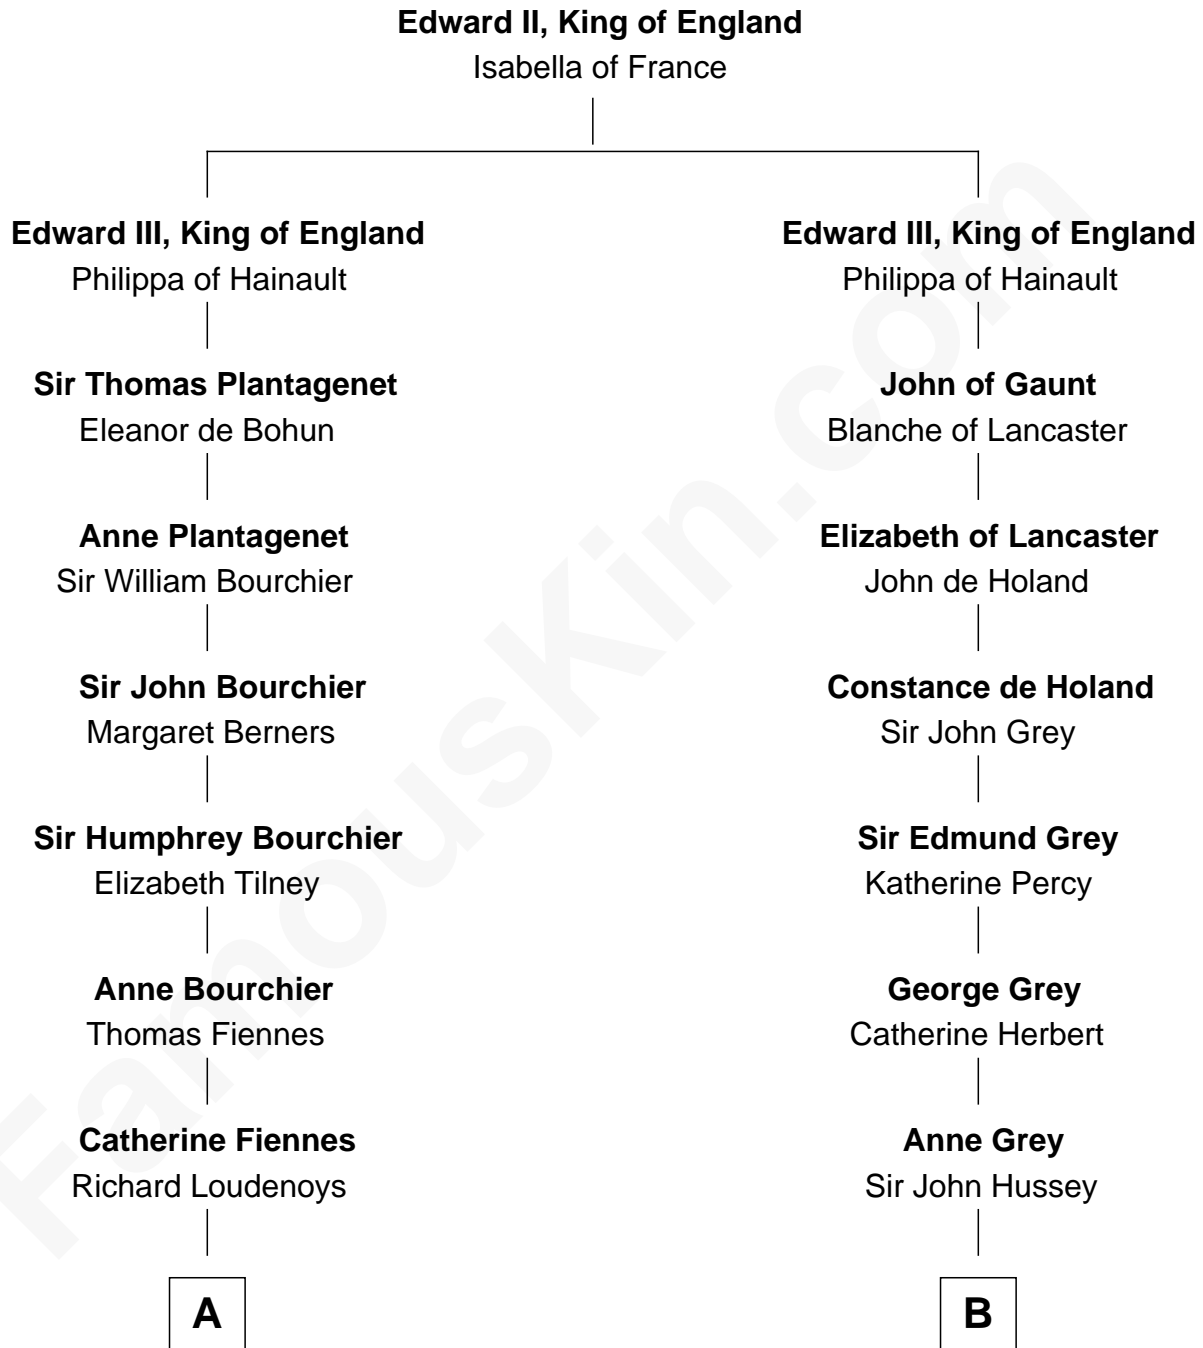 Edward II, King of England
Isabella of France
Edward III, King of England
Philippa of Hainault
Edward III, King of England
Philippa of Hainault
Sir Thomas Plantagenet
Eleanor de Bohun
John of Gaunt
Blanche of Lancaster
Anne Plantagenet
Sir William Bourchier
Elizabeth of Lancaster
John de Holand
Sir John Bourchier
Margaret Berners
Constance de Holand
Sir John Grey
Sir Humphrey Bourchier
Elizabeth Tilney
Sir Edmund Grey
Katherine Percy
Anne Bourchier
Thomas Fiennes
George Grey
Catherine Herbert
Catherine Fiennes
Richard Loudenoys
Anne Grey
Sir John Hussey
A
B
FamousKin.com